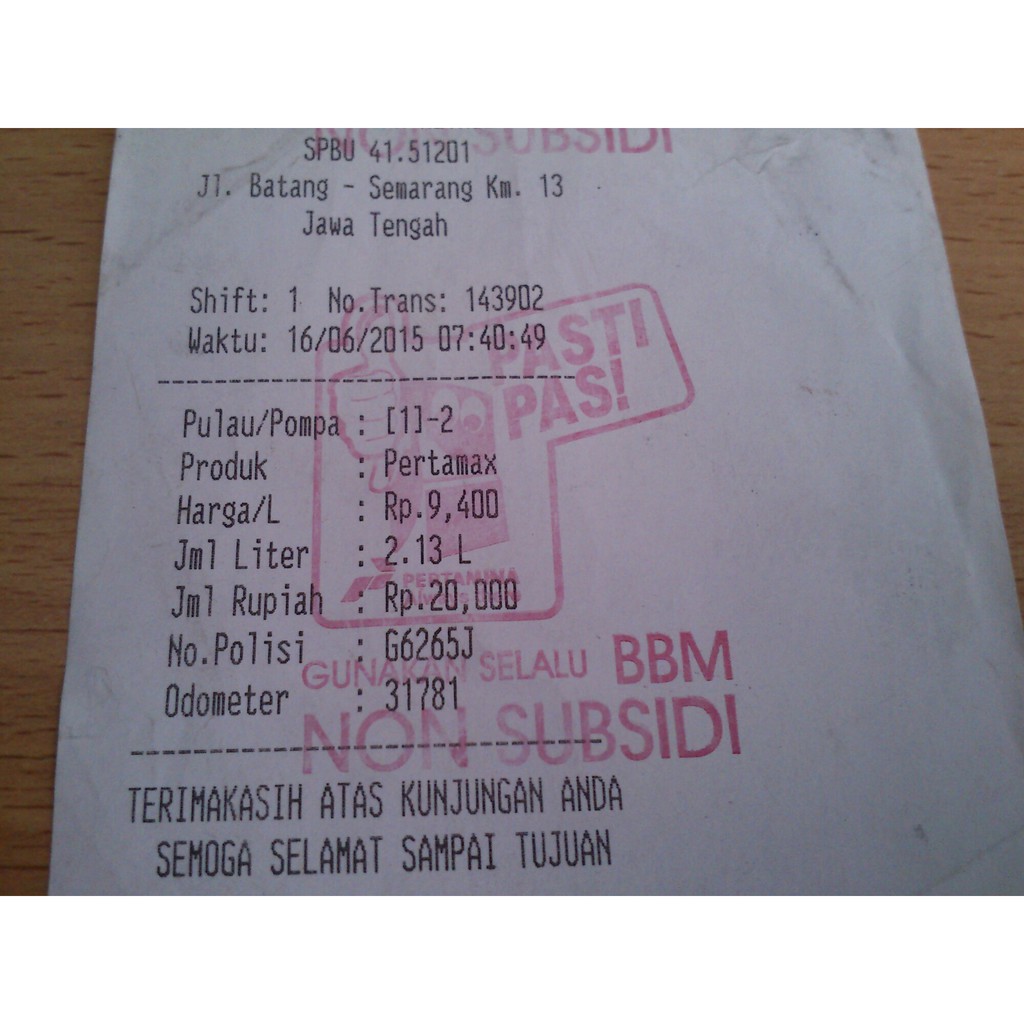 NON SUBSIDI
SPBU 41.51201
Jl. Batang - Semarang Km. 13
Jawa Tengah
Shift: 1 No.Trans: 143902
Waktu: 16/06/2015 07:40:49
PASTI
PAS!
Pulau/Pompa : [1]-2
Produk : Pertamax
Harga/L : Rp.9,400
Jml Liter : 2.13 L
PERTAMINA
Jml Rupiah : Rp.20,000
No.Polisi : G6265J
GUNAKAN SELALU BBM
Odometer : 31781
NON SUBSIDI
TERIMAKASIH ATAS KUNJUNGAN ANDA
SEMOGA SELAMAT SAMPAI TUJUAN